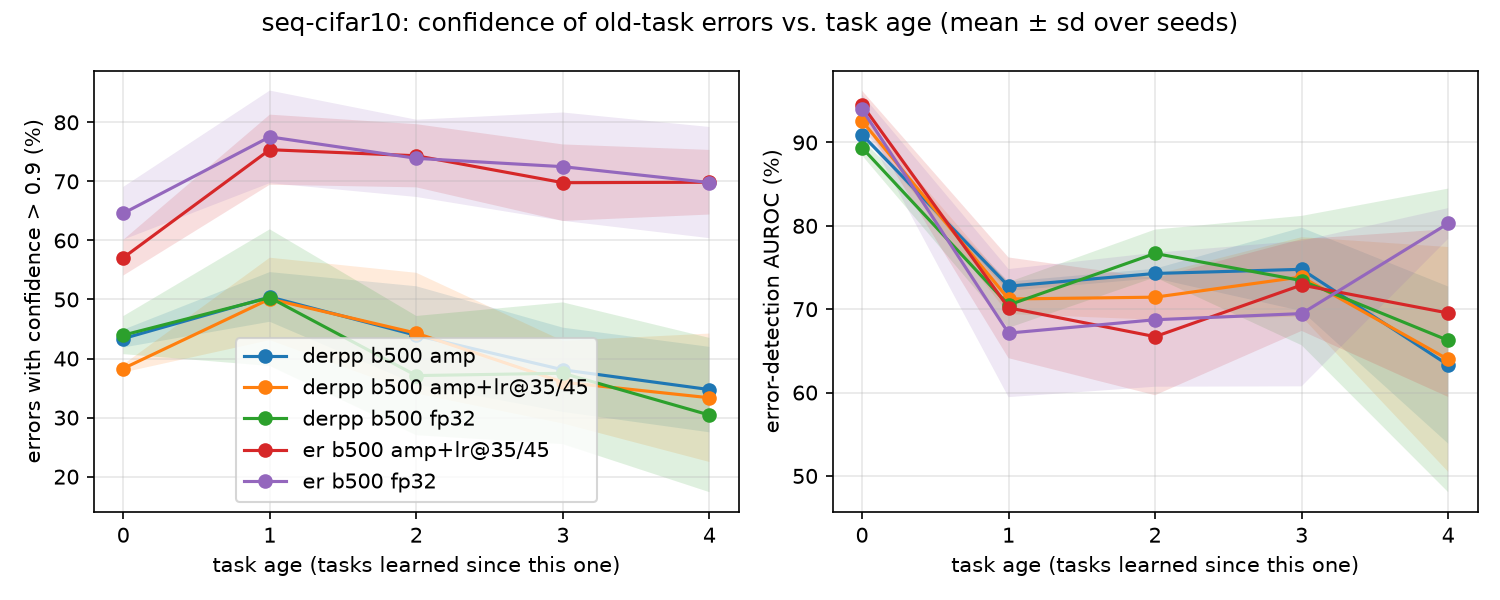 seq-cifar10: confidence of old-task errors vs. task age (mean ± sd over seeds)
errors with confidence > 0.9 (%)
80
70
60
50
40
30
20
derpp b500 amp
derpp b500 amp+lr@35/45
derpp b500 fp32
er b500 amp+lr@35/45
er b500 fp32
0 1 2 3 4
task age (tasks learned since this one)
error-detection AUROC (%)
90
80
70
60
50
0 1 2 3 4
task age (tasks learned since this one)